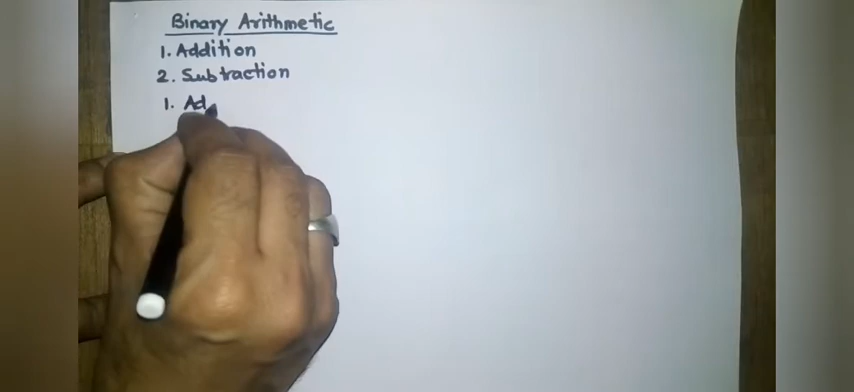 Binary Arithmetic
1. Addition
2. Subtraction
1. Ad